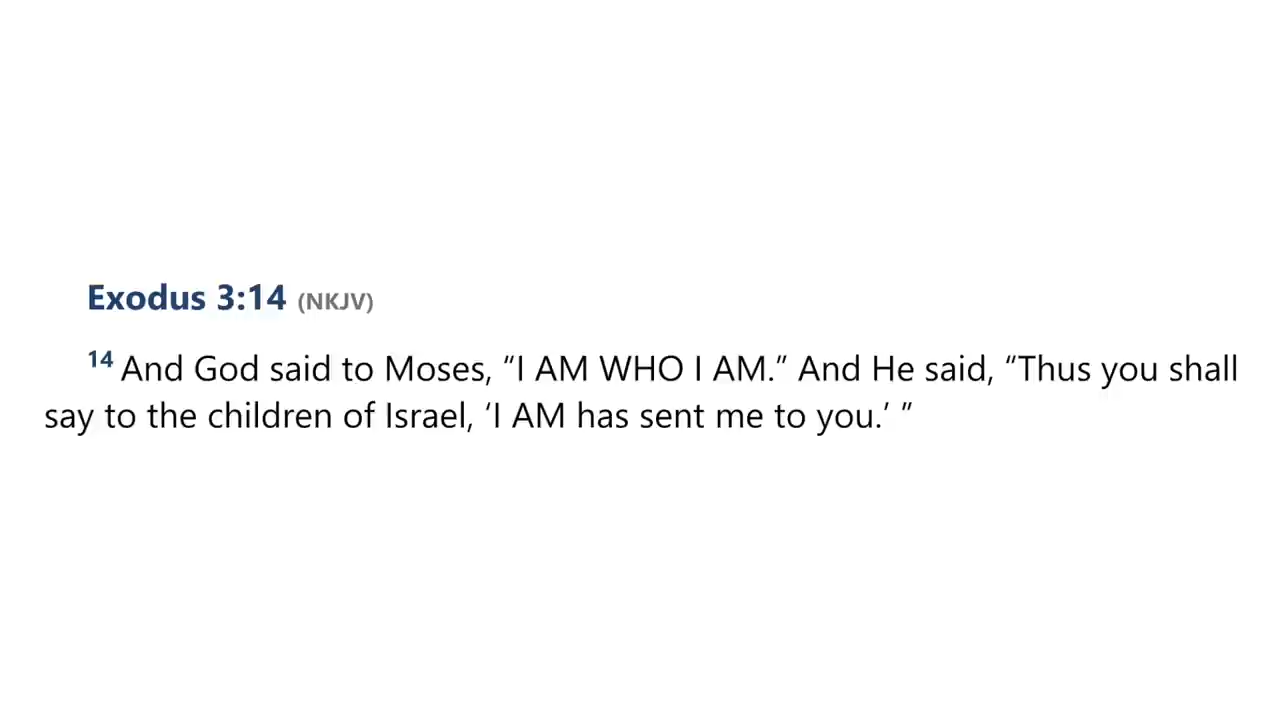 Exodus 3:14 (NKJV)
14 And God said to Moses, “I AM WHO I AM.” And He said, “Thus you shall
say to the children of Israel, ‘I AM has sent me to you.’ ”